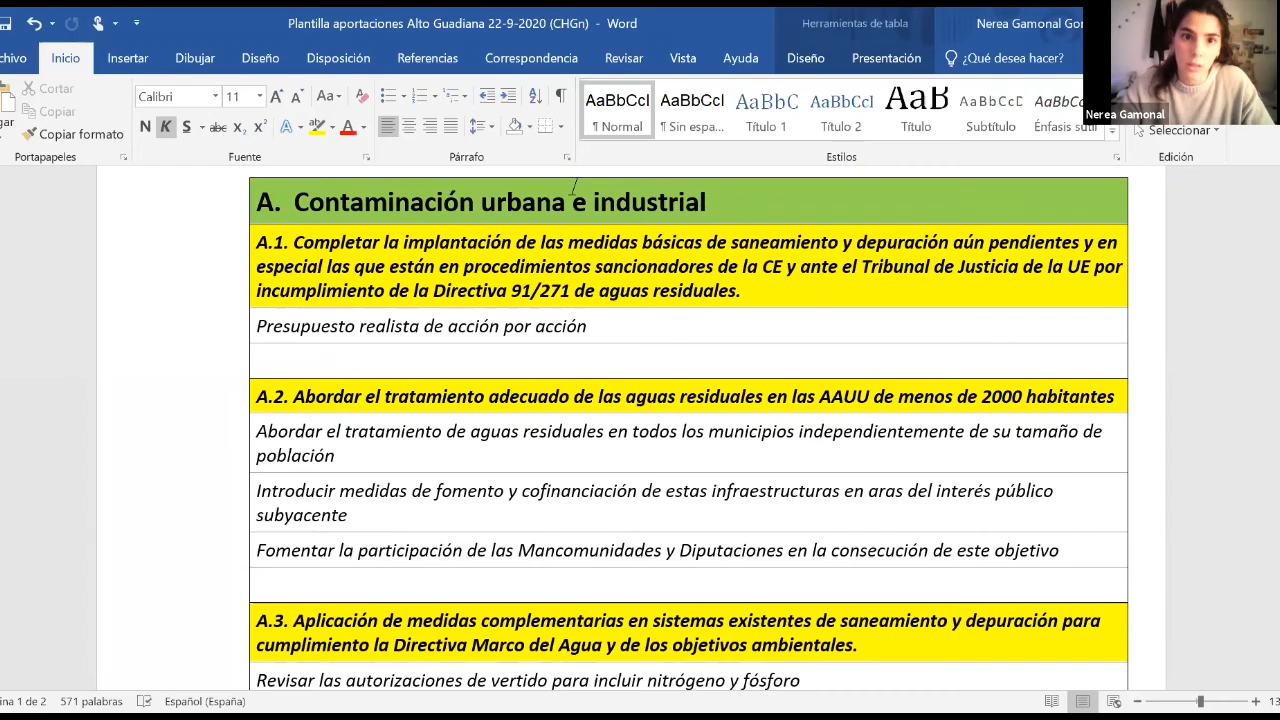 Plantilla aportaciones Alto Guadiana 22-9-2020 (CHGn) - Word
Herramientas de tabla
Nerea Gamonal
Inicio Insertar Dibujar Diseño Disposición Referencias Correspondencia Revisar Vista Ayuda Diseño Presentación ¿Qué desea hacer?
Cortar
Copiar
Copiar formato
Portapapeles
Calibri 11
N K S abc x₂ x²
Fuente
Párrafo
AaBbCcI AaBbCcI AaBbC AaBbCcI AaB AaBbCcD
¶ Normal ¶ Sin espa... Título 1 Título 2 Título Subtítulo Énfasis sutil
Estilos
Nerea Gamonal
Seleccionar
Edición
A. Contaminación urbana e industrial
A.1. Completar la implantación de las medidas básicas de saneamiento y depuración aún pendientes y en
especial las que están en procedimientos sancionadores de la CE y ante el Tribunal de Justicia de la UE por
incumplimiento de la Directiva 91/271 de aguas residuales.
Presupuesto realista de acción por acción
A.2. Abordar el tratamiento adecuado de las aguas residuales en las AAUU de menos de 2000 habitantes
Abordar el tratamiento de aguas residuales en todos los municipios independientemente de su tamaño de
población
Introducir medidas de fomento y cofinanciación de estas infraestructuras en aras del interés público
subyacente
Fomentar la participación de las Mancomunidades y Diputaciones en la consecución de este objetivo
A.3. Aplicación de medidas complementarias en sistemas existentes de saneamiento y depuración para
cumplimiento la Directiva Marco del Agua y de los objetivos ambientales.
Revisar las autorizaciones de vertido para incluir nitrógeno y fósforo
1 de 2 571 palabras Español (España)